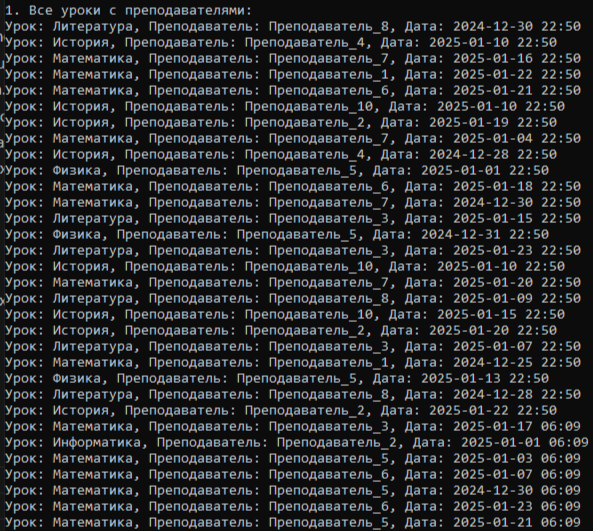 1. Все уроки с преподавателями:
Урок: Литература, Преподаватель: Преподаватель_8, Дата: 2024-12-30 22:50
Урок: История, Преподаватель: Преподаватель_4, Дата: 2025-01-10 22:50
Урок: Математика, Преподаватель: Преподаватель_7, Дата: 2025-01-16 22:50
Урок: Математика, Преподаватель: Преподаватель_1, Дата: 2025-01-22 22:50
Урок: Математика, Преподаватель: Преподаватель_6, Дата: 2025-01-21 22:50
Урок: История, Преподаватель: Преподаватель_10, Дата: 2025-01-10 22:50
Урок: История, Преподаватель: Преподаватель_2, Дата: 2025-01-19 22:50
Урок: Математика, Преподаватель: Преподаватель_7, Дата: 2025-01-04 22:50
Урок: История, Преподаватель: Преподаватель_4, Дата: 2024-12-28 22:50
Урок: Физика, Преподаватель: Преподаватель_5, Дата: 2025-01-01 22:50
Урок: Математика, Преподаватель: Преподаватель_6, Дата: 2025-01-18 22:50
Урок: Математика, Преподаватель: Преподаватель_7, Дата: 2024-12-30 22:50
Урок: Литература, Преподаватель: Преподаватель_3, Дата: 2025-01-15 22:50
Урок: Физика, Преподаватель: Преподаватель_5, Дата: 2024-12-31 22:50
Урок: Литература, Преподаватель: Преподаватель_3, Дата: 2025-01-23 22:50
Урок: История, Преподаватель: Преподаватель_10, Дата: 2025-01-10 22:50
Урок: Математика, Преподаватель: Преподаватель_7, Дата: 2025-01-20 22:50
Урок: Литература, Преподаватель: Преподаватель_8, Дата: 2025-01-09 22:50
Урок: История, Преподаватель: Преподаватель_10, Дата: 2025-01-15 22:50
Урок: История, Преподаватель: Преподаватель_2, Дата: 2025-01-20 22:50
Урок: Литература, Преподаватель: Преподаватель_3, Дата: 2025-01-07 22:50
Урок: Математика, Преподаватель: Преподаватель_1, Дата: 2024-12-25 22:50
Урок: Физика, Преподаватель: Преподаватель_5, Дата: 2025-01-13 22:50
Урок: Литература, Преподаватель: Преподаватель_8, Дата: 2024-12-28 22:50
Урок: История, Преподаватель: Преподаватель_2, Дата: 2025-01-22 22:50
Урок: Математика, Преподаватель: Преподаватель_3, Дата: 2025-01-17 06:09
Урок: Информатика, Преподаватель: Преподаватель_2, Дата: 2025-01-01 06:09
Урок: Математика, Преподаватель: Преподаватель_5, Дата: 2025-01-03 06:09
Урок: Математика, Преподаватель: Преподаватель_6, Дата: 2025-01-07 06:09
Урок: Математика, Преподаватель: Преподаватель_5, Дата: 2024-12-30 06:09
Урок: Математика, Преподаватель: Преподаватель_6, Дата: 2025-01-23 06:09
Урок: Математика, Преподаватель: Преподаватель_5, Дата: 2025-01-21 06:09